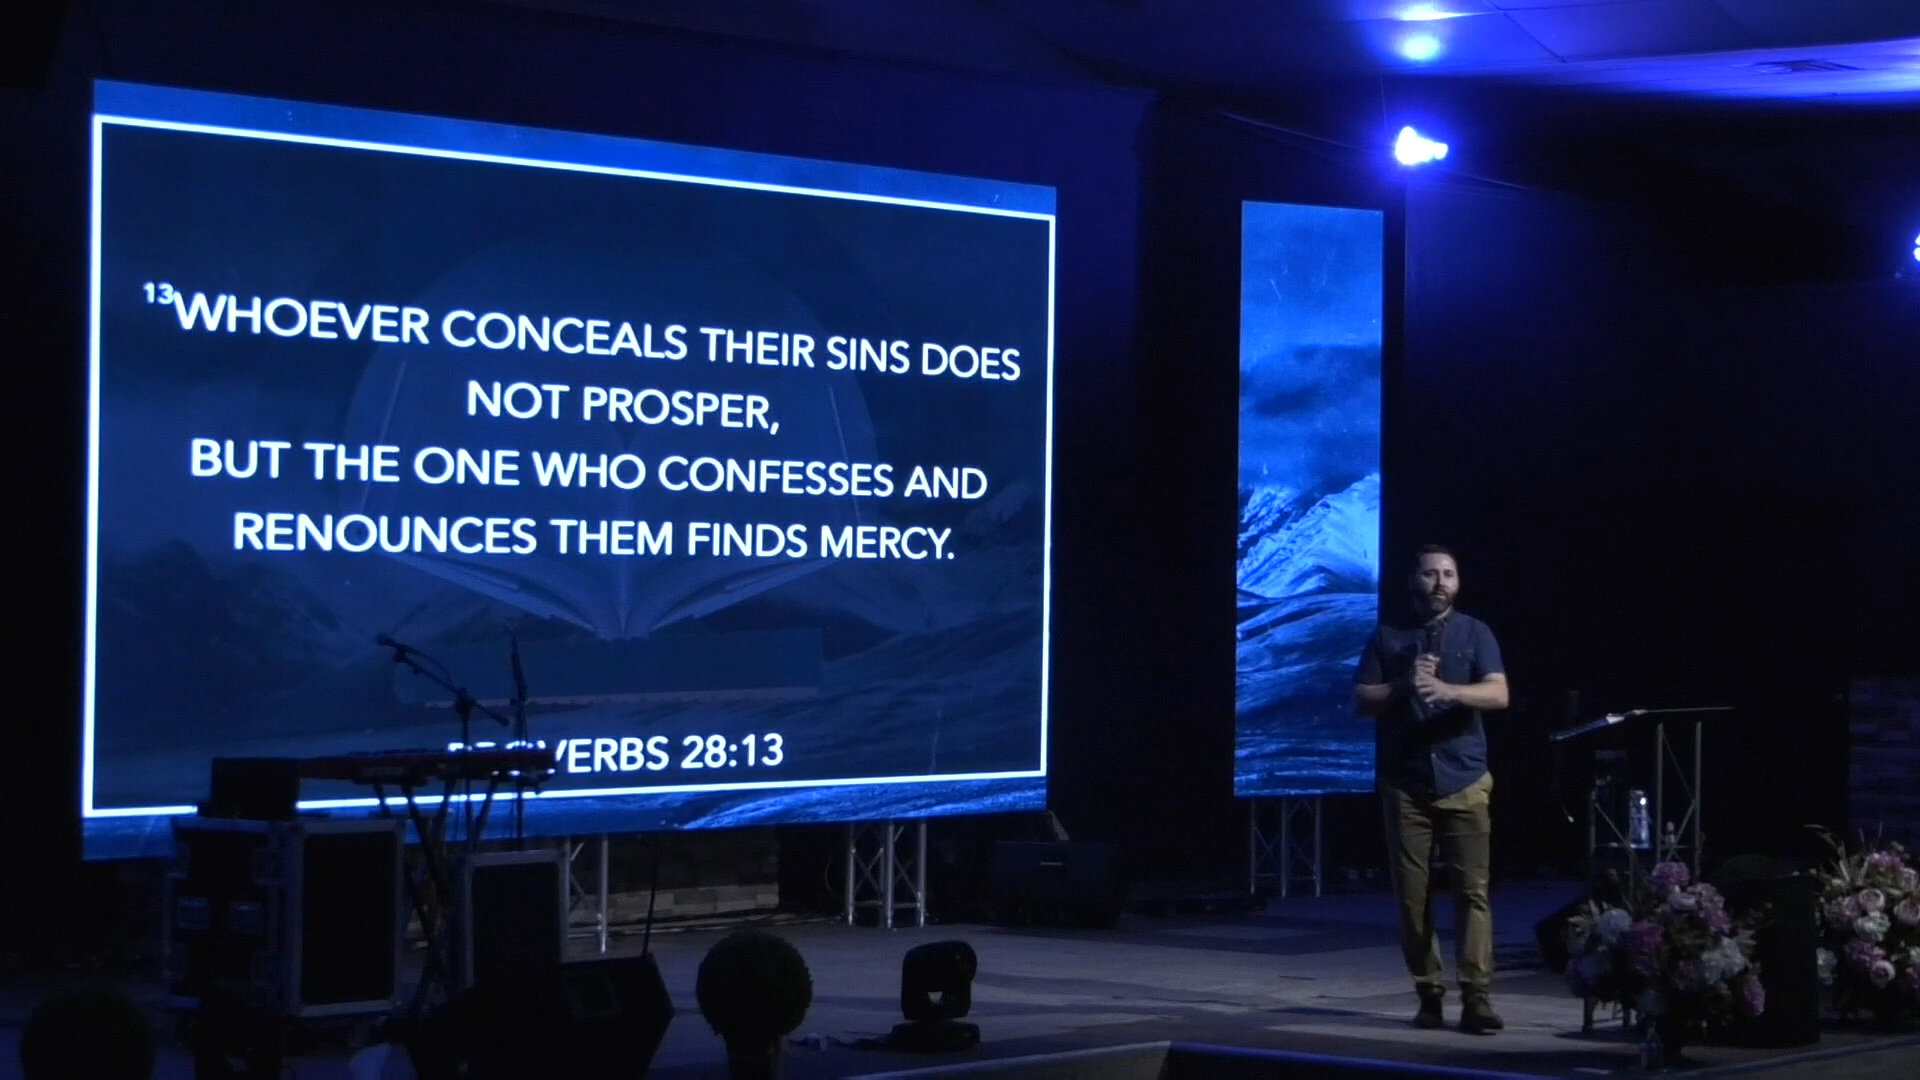 ¹³WHOEVER CONCEALS THEIR SINS DOES
NOT PROSPER,
BUT THE ONE WHO CONFESSES AND
RENOUNCES THEM FINDS MERCY.
PROVERBS 28:13